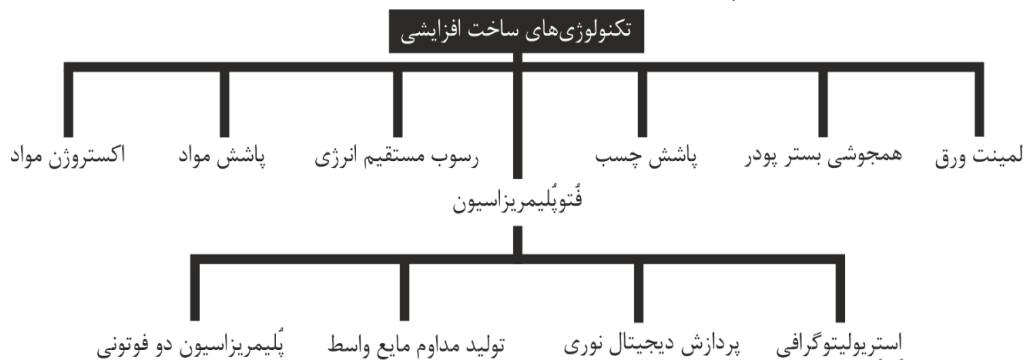 تکنولوژی‌های ساخت افزایشی
لمینت ورق
همجوشی بستر پودر
پاشش چسب
رسوب مستقیم انرژی
پاشش مواد
اکستروژن مواد
فُتوپُلیمریزاسیون
استریولیتوگرافی
پردازش دیجیتال نوری
تولید مداوم مایع واسط
پُلیمریزاسیون دو فوتونی